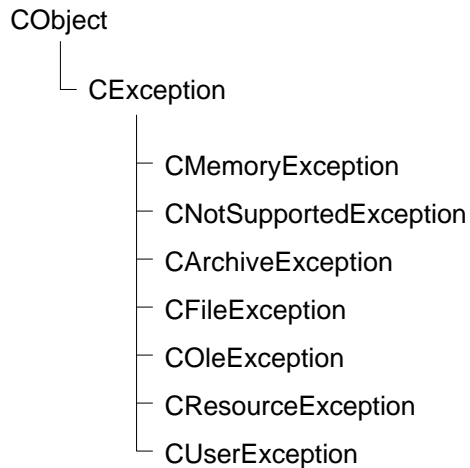 CObject
CException
CMemoryException
CNotSupportedException
CArchiveException
CFileException
COleException
CResourceException
CUserException